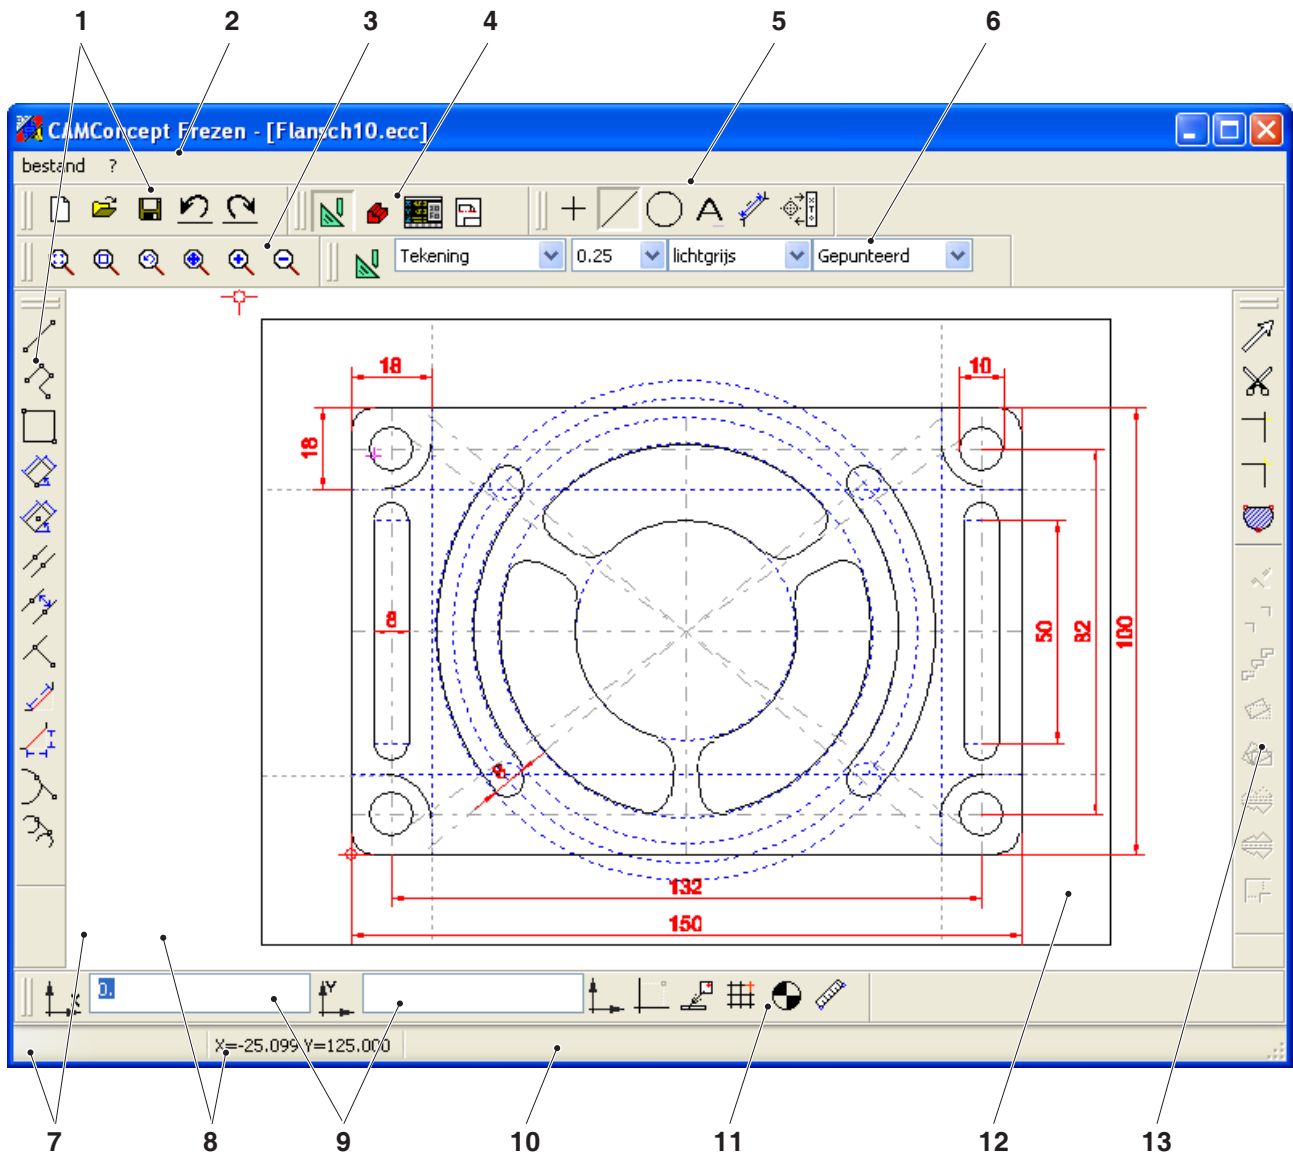 1 2 3 4 5 6
CAMConcept Frezen - [Flansch10.ecc]
bestand ?
A
Tekening 0.25 lichtgrijs Gepunteerd
18 10
18
8
50 82 100
8
132
150
X 0. Y
X=-25.099 Y=125.000
7 8 9 10 11 12 13